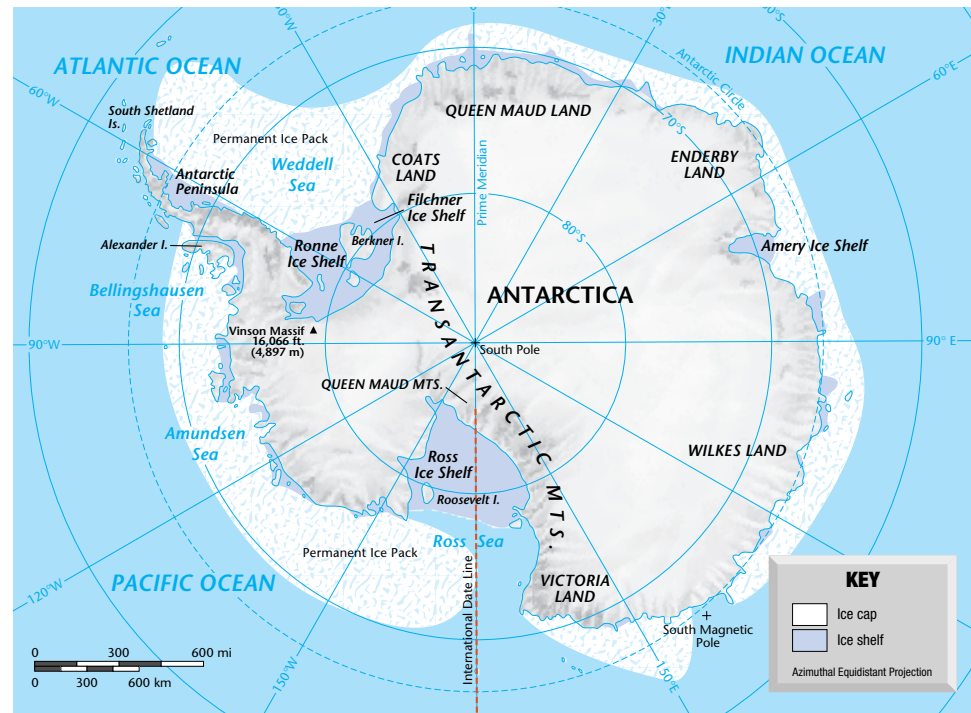 60°W
30°W
0°
30°E
60°E
Antarctic Circle
ATLANTIC OCEAN
INDIAN OCEAN
South Shetland
Is.
Permanent Ice Pack
Weddell
Sea
QUEEN MAUD LAND
70°S
COATS
LAND
ENDERBY
LAND
Antarctic
Peninsula
Filchner
Ice Shelf
Prime Meridian
80°S
Alexander I.
Ronne
Ice Shelf
Berkner I.
Amery Ice Shelf
Bellingshausen
Sea
TRANSANTARCTIC MTS.
ANTARCTICA
Vinson Massif
16,066 ft.
(4,897 m)
90°W
South Pole
90° E
QUEEN MAUD MTS.
Amundsen
Sea
Ross
Ice Shelf
Roosevelt I.
WILKES LAND
Ross Sea
Permanent Ice Pack
PACIFIC OCEAN
International Date Line
VICTORIA
LAND
120°W
South Magnetic
Pole
150°W
150°E
0 300 600 mi
0 300 600 km
KEY
Ice cap
Ice shelf
Azimuthal Equidistant Projection